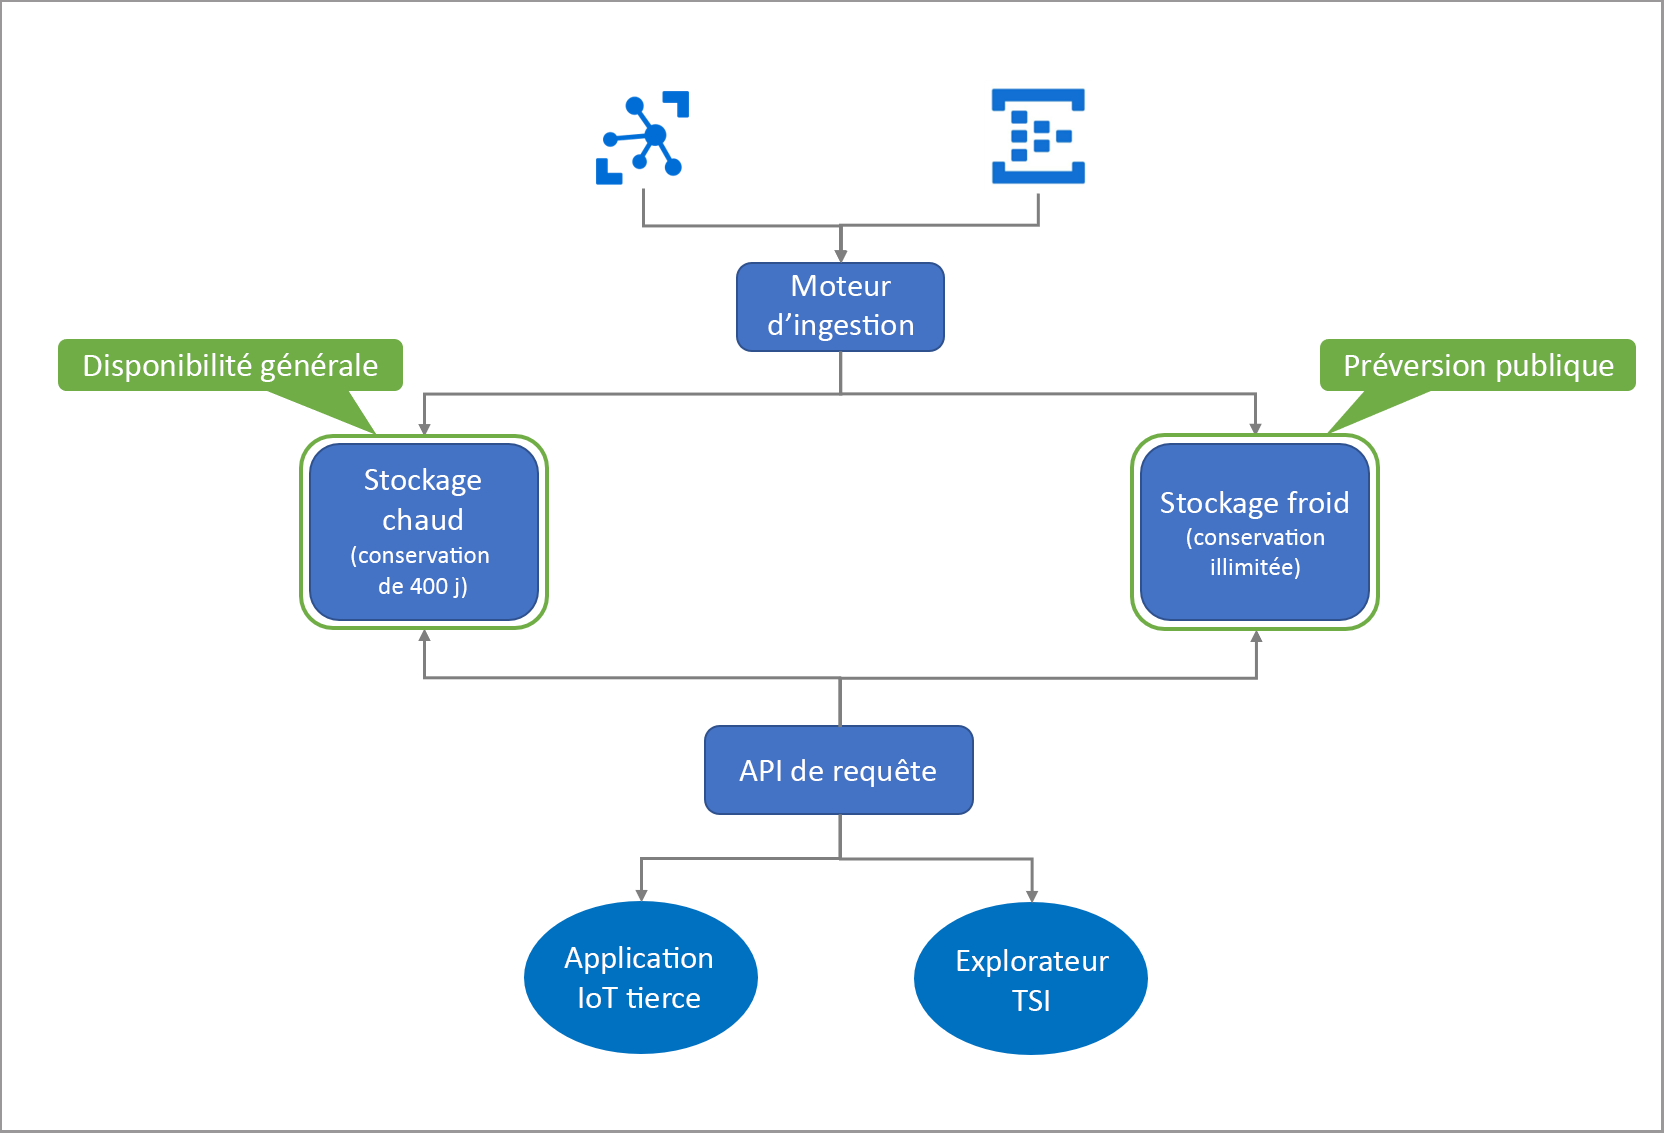 Moteur
d’ingestion
Disponibilité générale
Préversion publique
Stockage
chaud
(conservation
de 400 j)
Stockage froid
(conservation
illimitée)
API de requête
Application
IoT tierce
Explorateur
TSI